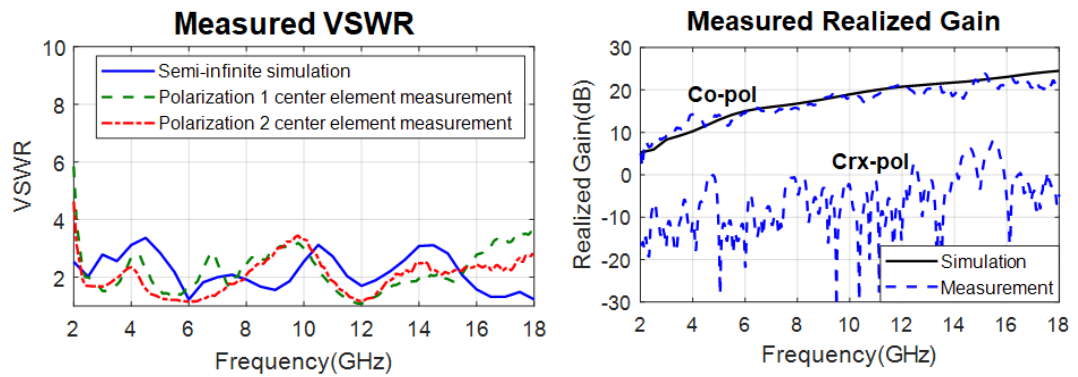 Measured VSWR
10
8
6
4
2
VSWR
Semi-infinite simulation
Polarization 1 center element measurement
Polarization 2 center element measurement
2 4 6 8 10 12 14 16 18
Frequency(GHz)
Measured Realized Gain
30
20
10
0
-10
-20
-30
Realized Gain(dB)
Co-pol
Crx-pol
Simulation
Measurement
2 4 6 8 10 12 14 16 18
Frequency(GHz)